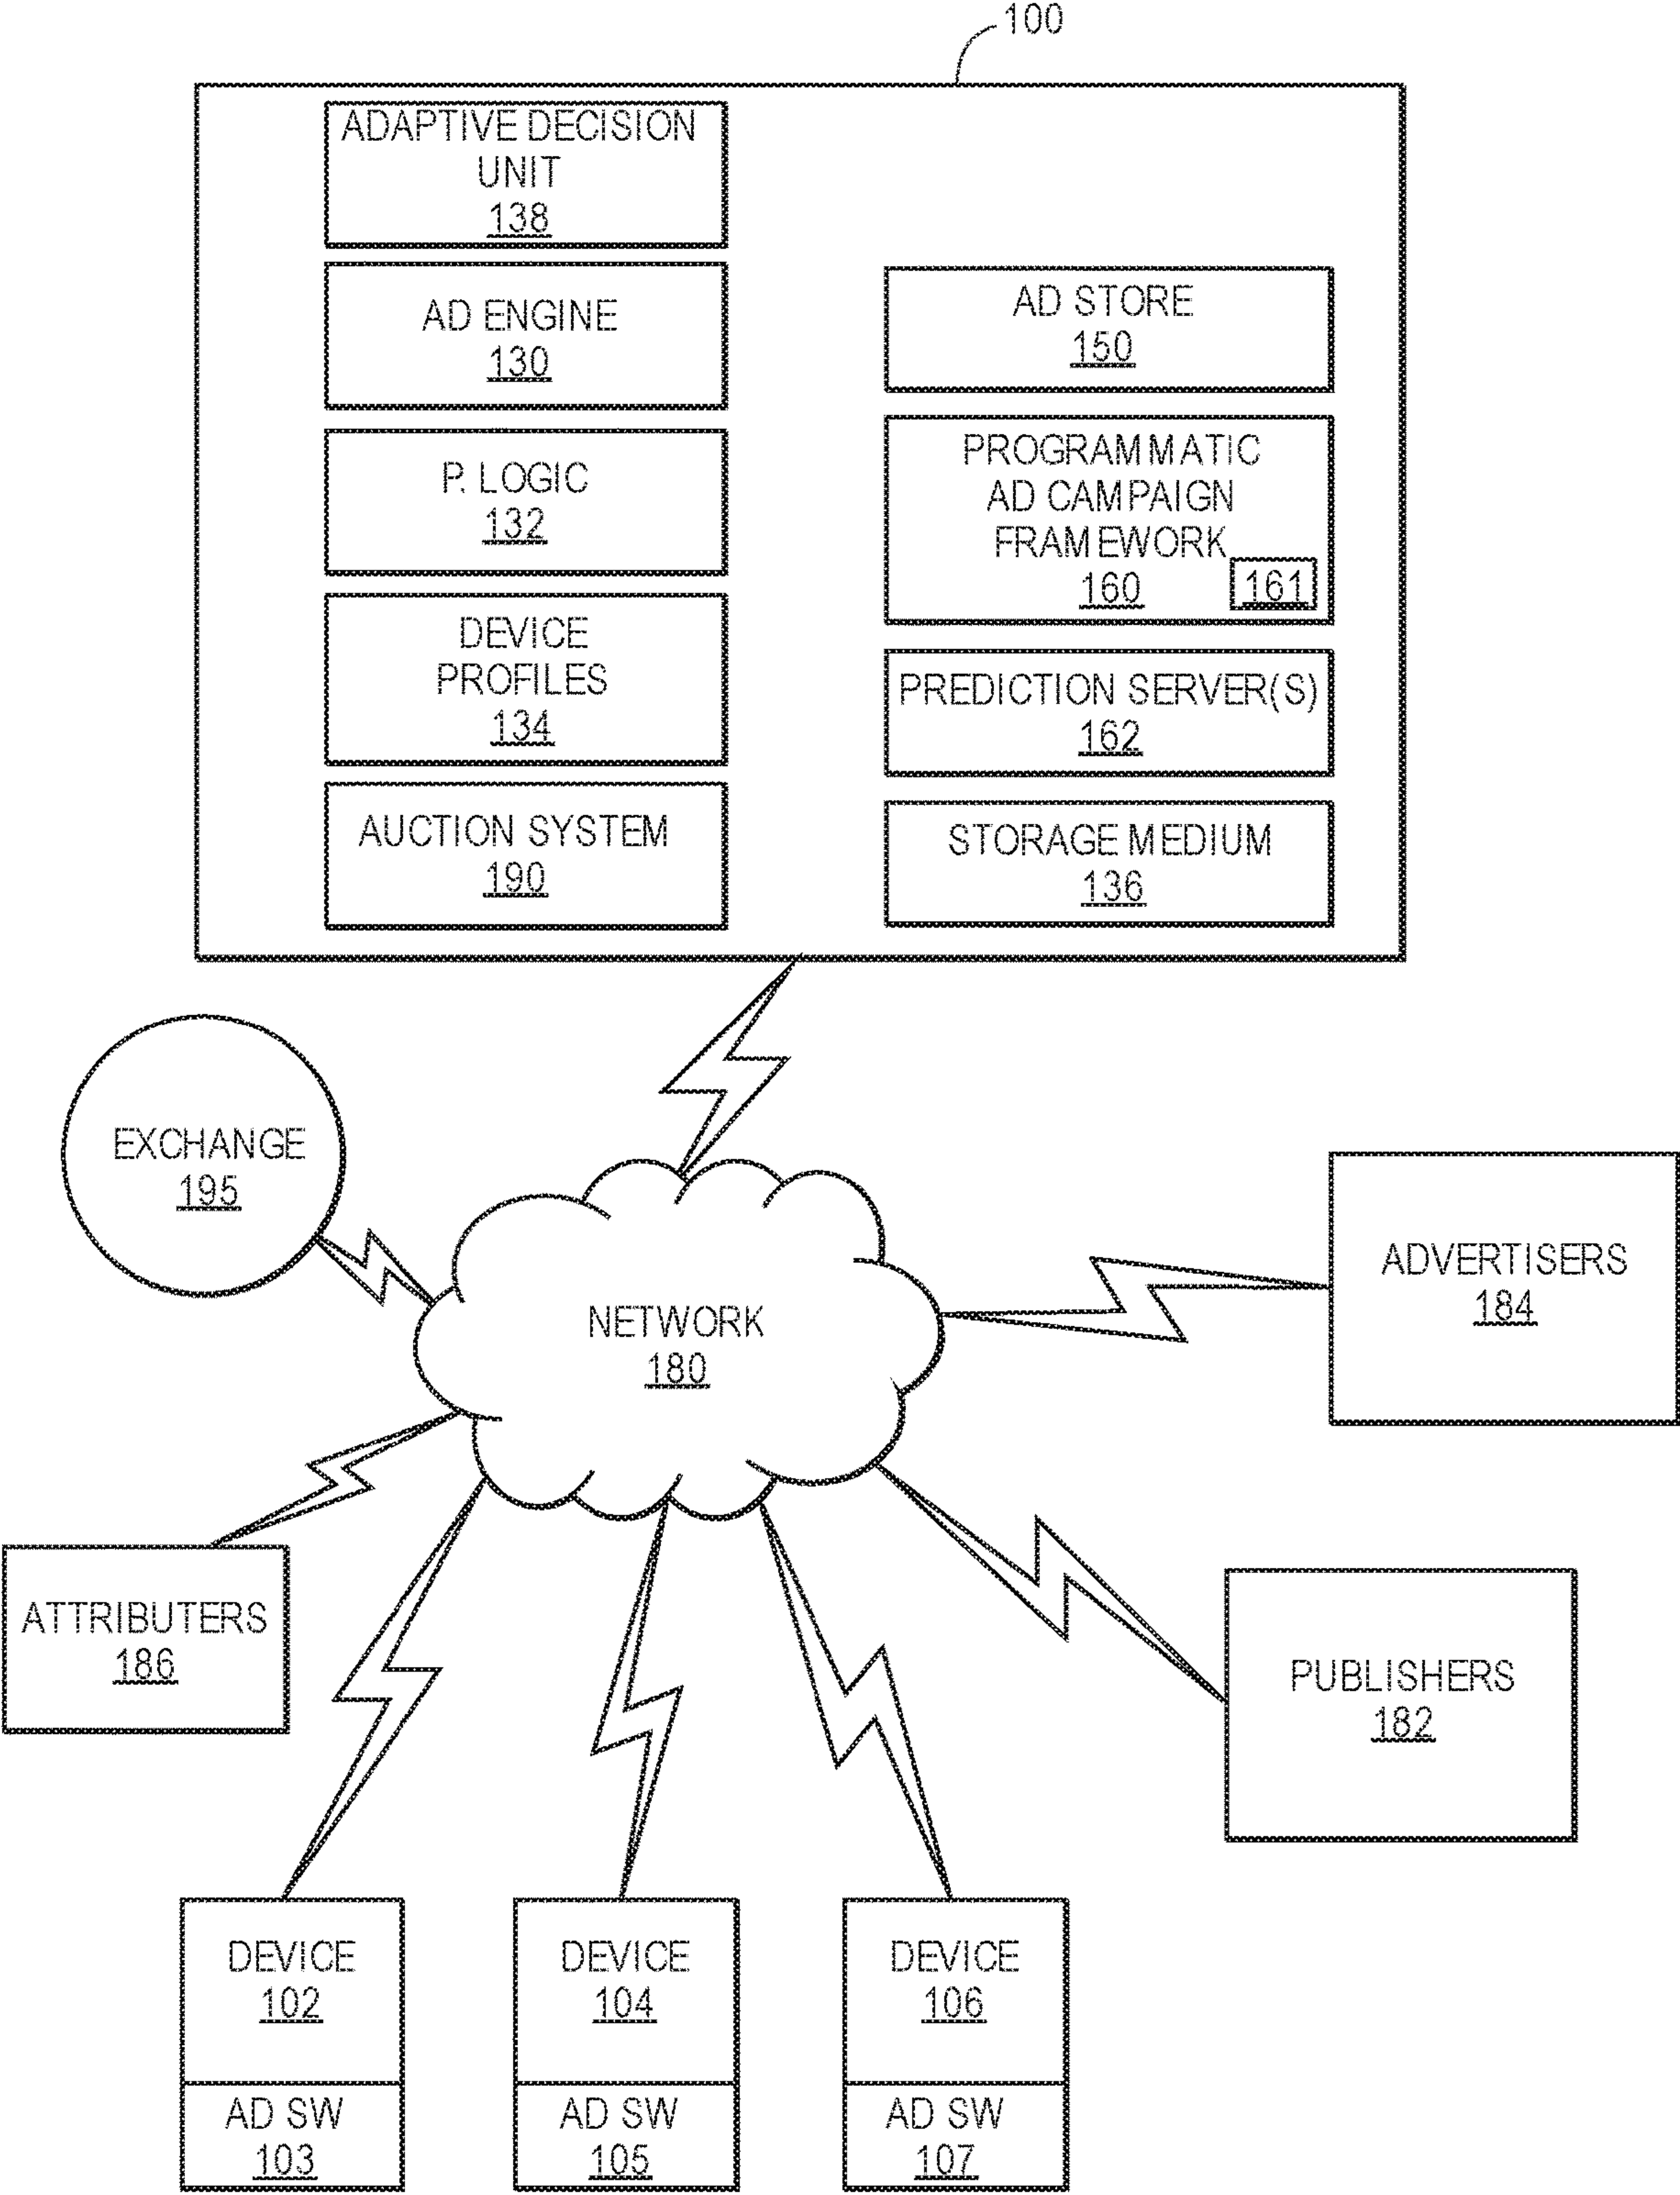 100
ADAPTIVE DECISION
UNIT
138
AD ENGINE
130
P. LOGIC
132
DEVICE
PROFILES
134
AUCTION SYSTEM
190
AD STORE
150
PROGRAMMATIC
AD CAMPAIGN
FRAMEWORK
160
161
PREDICTION SERVER(S)
162
STORAGE MEDIUM
136
EXCHANGE
195
NETWORK
180
ADVERTISERS
184
ATTRIBUTERS
186
PUBLISHERS
182
DEVICE
102
AD SW
103
DEVICE
104
AD SW
105
DEVICE
106
AD SW
107